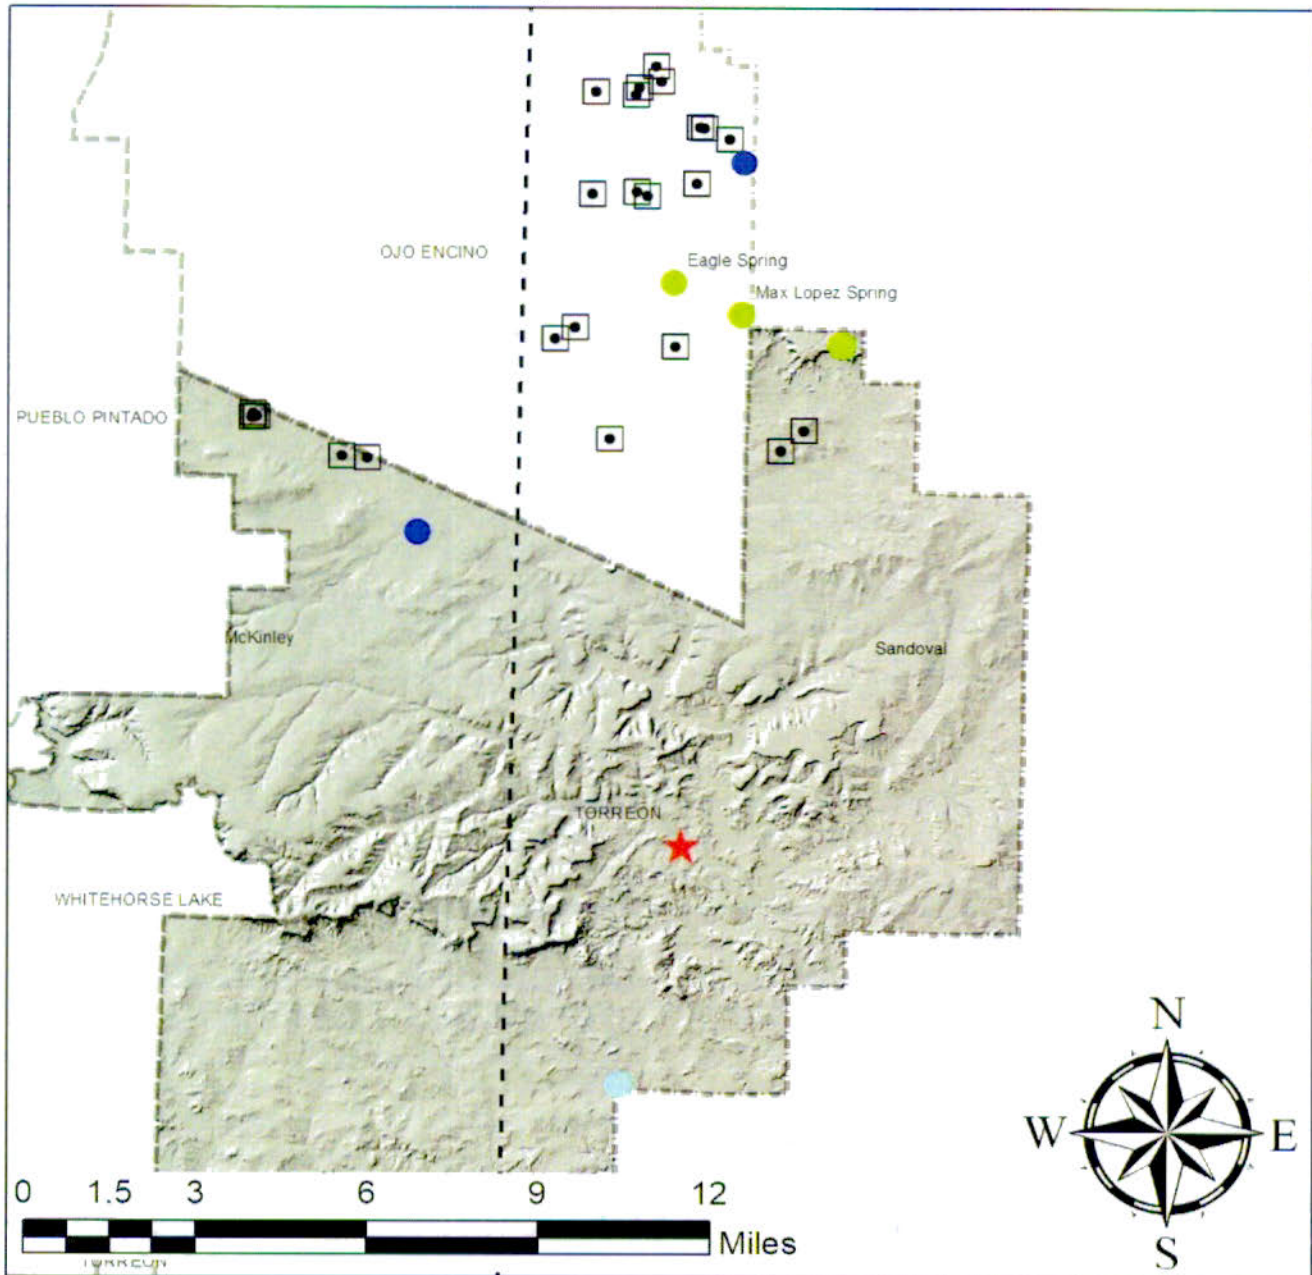 OJO ENCINO
Eagle Spring
Max Lopez Spring
PUEBLO PINTADO
McKinley
Sandoval
TORREON
WHITEHORSE LAKE
N
W
E
S
0 1.5 3 6 9 12
Miles
TORREON